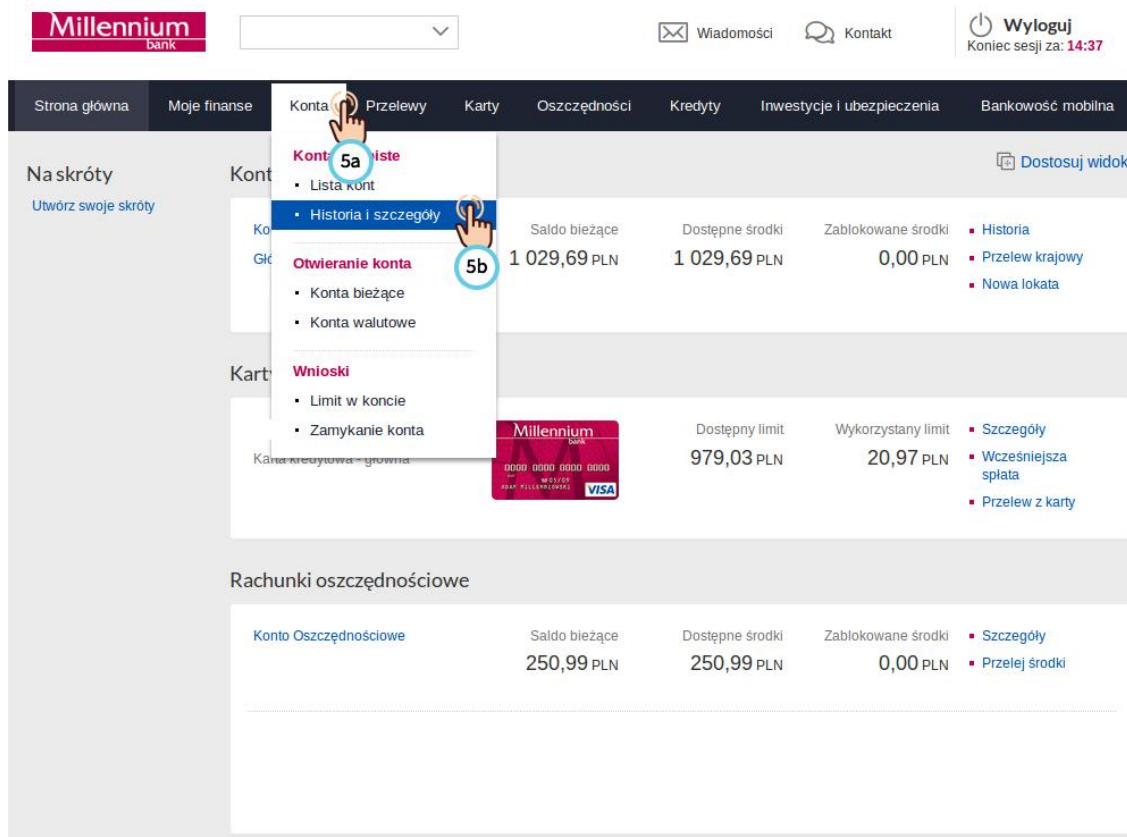 Millennium
bank
Wiadomości
Kontakt
Wyloguj
Koniec sesji za: 14:37
Strona główna Moje finanse Konta Przelewy Karty Oszczędności Kredyty Inwestycje i ubezpieczenia Bankowość mobilna
Na skróty
Utwórz swoje skróty
5a
Lista kont
Historia i szczegóły
5b
Otwieranie konta
Konta bieżące
Konta walutowe
Wnioski
Limit w koncie
Zamykanie konta
Dostosuj widok
Saldo bieżące Dostępne środki Zablokowane środki
1 029,69 PLN 1 029,69 PLN 0,00 PLN
Historia
Przelew krajowy
Nowa lokata
Millennium
bank
0000 0000 0000 0000
VISA
Dostępny limit Wykorzystany limit
979,03 PLN 20,97 PLN
Szczegóły
Wcześniejsza
spłata
Przelew z karty
Rachunki oszczędnościowe
Konto Oszczędnościowe
Saldo bieżące Dostępne środki Zablokowane środki
250,99 PLN 250,99 PLN 0,00 PLN
Szczegóły
Przelej środki